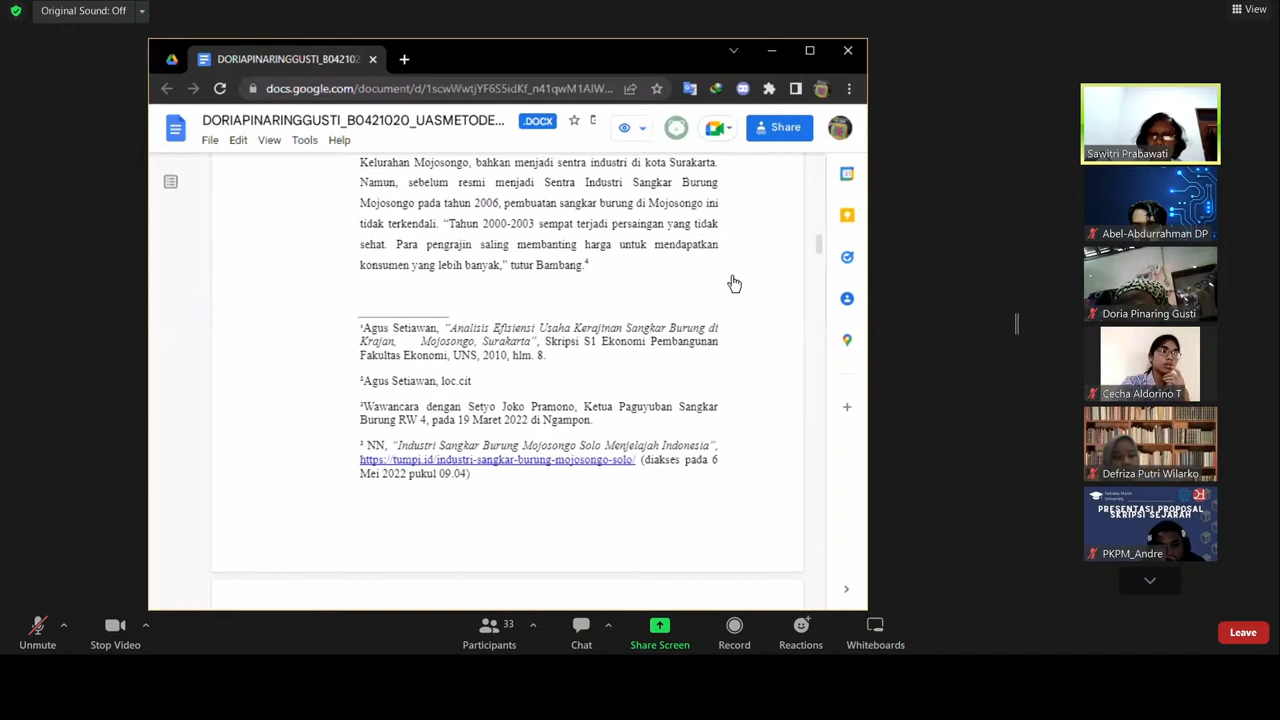 Original Sound: Off
View
DORIAPINARINGGUSTI_B042102
docs.google.com/document/d/1scwWwtjYF6S5idKf_n41qwM1AlW...
DORIAPINARINGGUSTI_B0421020_UASMETODE...
.DOCX
Share
File Edit View Tools Help
Kelurahan Mojosongo, bahkan menjadi sentra industri di kota Surakarta.
Namun, sebelum resmi menjadi Sentra Industri Sangkar Burung
Mojosongo pada tahun 2006, pembuatan sangkar burung di Mojosongo ini
tidak terkendali. “Tahun 2000-2003 sempat terjadi persaingan yang tidak
sehat. Para pengrajin saling membanting harga untuk mendapatkan
konsumen yang lebih banyak,” tutur Bambang.⁴
¹Agus Setiawan, “Analisis Efisiensi Usaha Kerajinan Sangkar Burung di
Krajan, Mojosongo, Surakarta”, Skripsi S1 Ekonomi Pembangunan
Fakultas Ekonomi, UNS, 2010, hlm. 8.
²Agus Setiawan, loc.cit
³Wawancara dengan Setyo Joko Pramono, Ketua Paguyuban Sangkar
Burung RW 4, pada 19 Maret 2022 di Ngampon.
³ NN, “Industri Sangkar Burung Mojosongo Solo Menjelajah Indonesia”,
https://tumpi.id/industri-sangkar-burung-mojosongo-solo/ (diakses pada 6
Mei 2022 pukul 09.04)
Sawitri Prabawati
Abel-Abdurrahman DP
Doria Pinaring Gusti
Cecha Aldorino T
Defriza Putri Wilarko
PRESENTASI PROPOSAL
SKRIPSI SEJARAH
PKPM_Andre
Unmute
Stop Video
33
Participants
Chat
Share Screen
Record
Reactions
Whiteboards
Leave